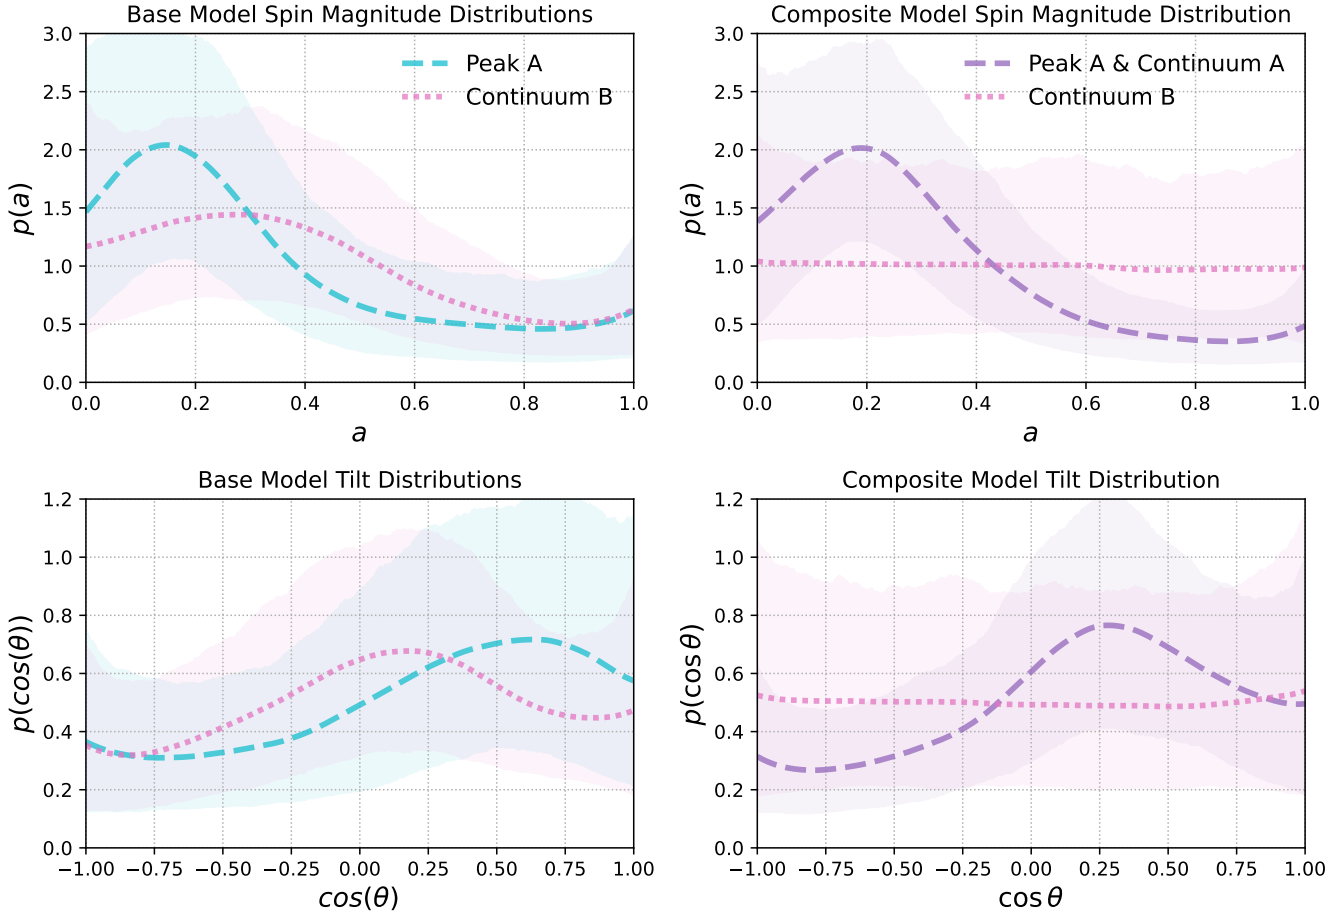 Base Model Spin Magnitude Distributions
3.0
2.5
2.0
1.5
1.0
0.5
0.0
p(a)
Peak A
Continuum B
0.0 0.2 0.4 0.6 0.8 1.0
a
Composite Model Spin Magnitude Distribution
3.0
2.5
2.0
1.5
1.0
0.5
0.0
p(a)
Peak A & Continuum A
Continuum B
0.0 0.2 0.4 0.6 0.8 1.0
a
Base Model Tilt Distributions
1.2
1.0
0.8
0.6
0.4
0.2
0.0
p(cos(θ))
−1.00 −0.75 −0.50 −0.25 0.00 0.25 0.50 0.75 1.00
cos(θ)
Composite Model Tilt Distribution
1.2
1.0
0.8
0.6
0.4
0.2
0.0
p(cos θ)
−1.00 −0.75 −0.50 −0.25 0.00 0.25 0.50 0.75 1.00
cos θ